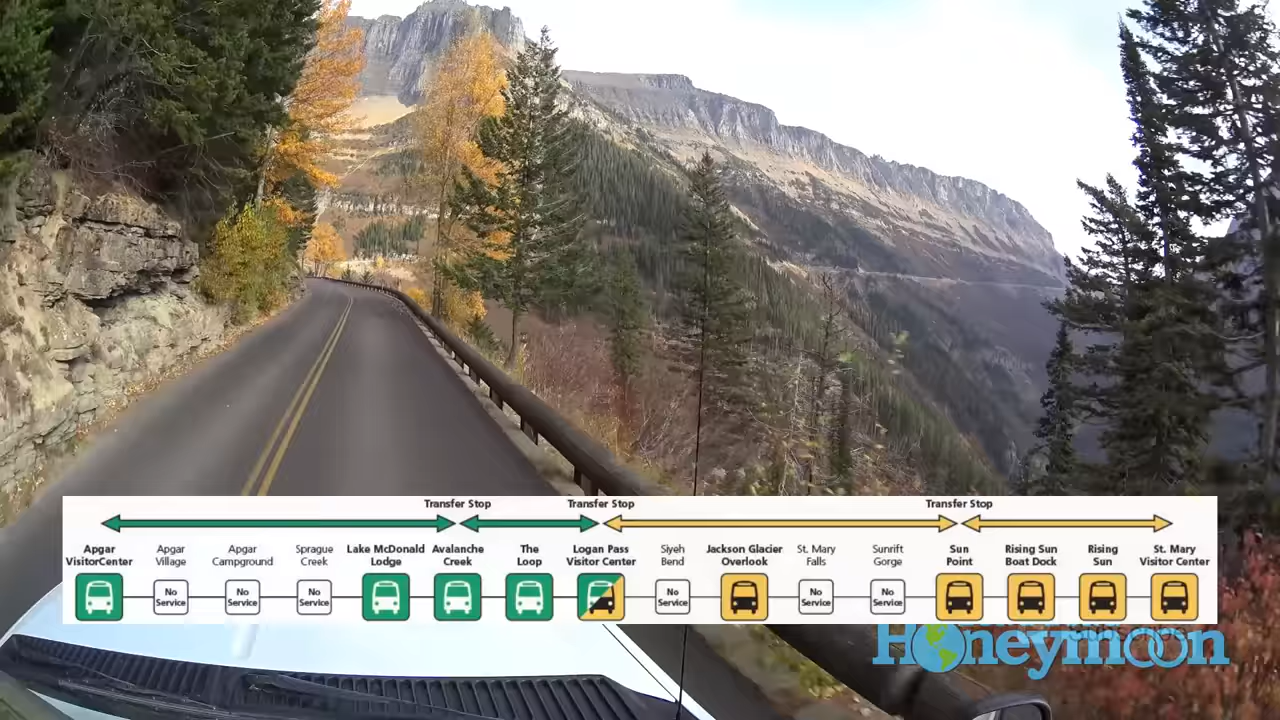 Transfer Stop Transfer Stop Transfer Stop
Apgar Apgar Apgar Sprague Lake McDonald Avalanche The Logan Pass Siyeh Jackson Glacier St. Mary Sunrift Sun Rising Sun Rising St. Mary
VisitorCenter Village Campground Creek Lodge Creek Loop Visitor Center Bend Overlook Falls Gorge Point Boat Dock Sun Visitor Center
No No No No No No
Service Service Service Service Service Service
Honeymoon